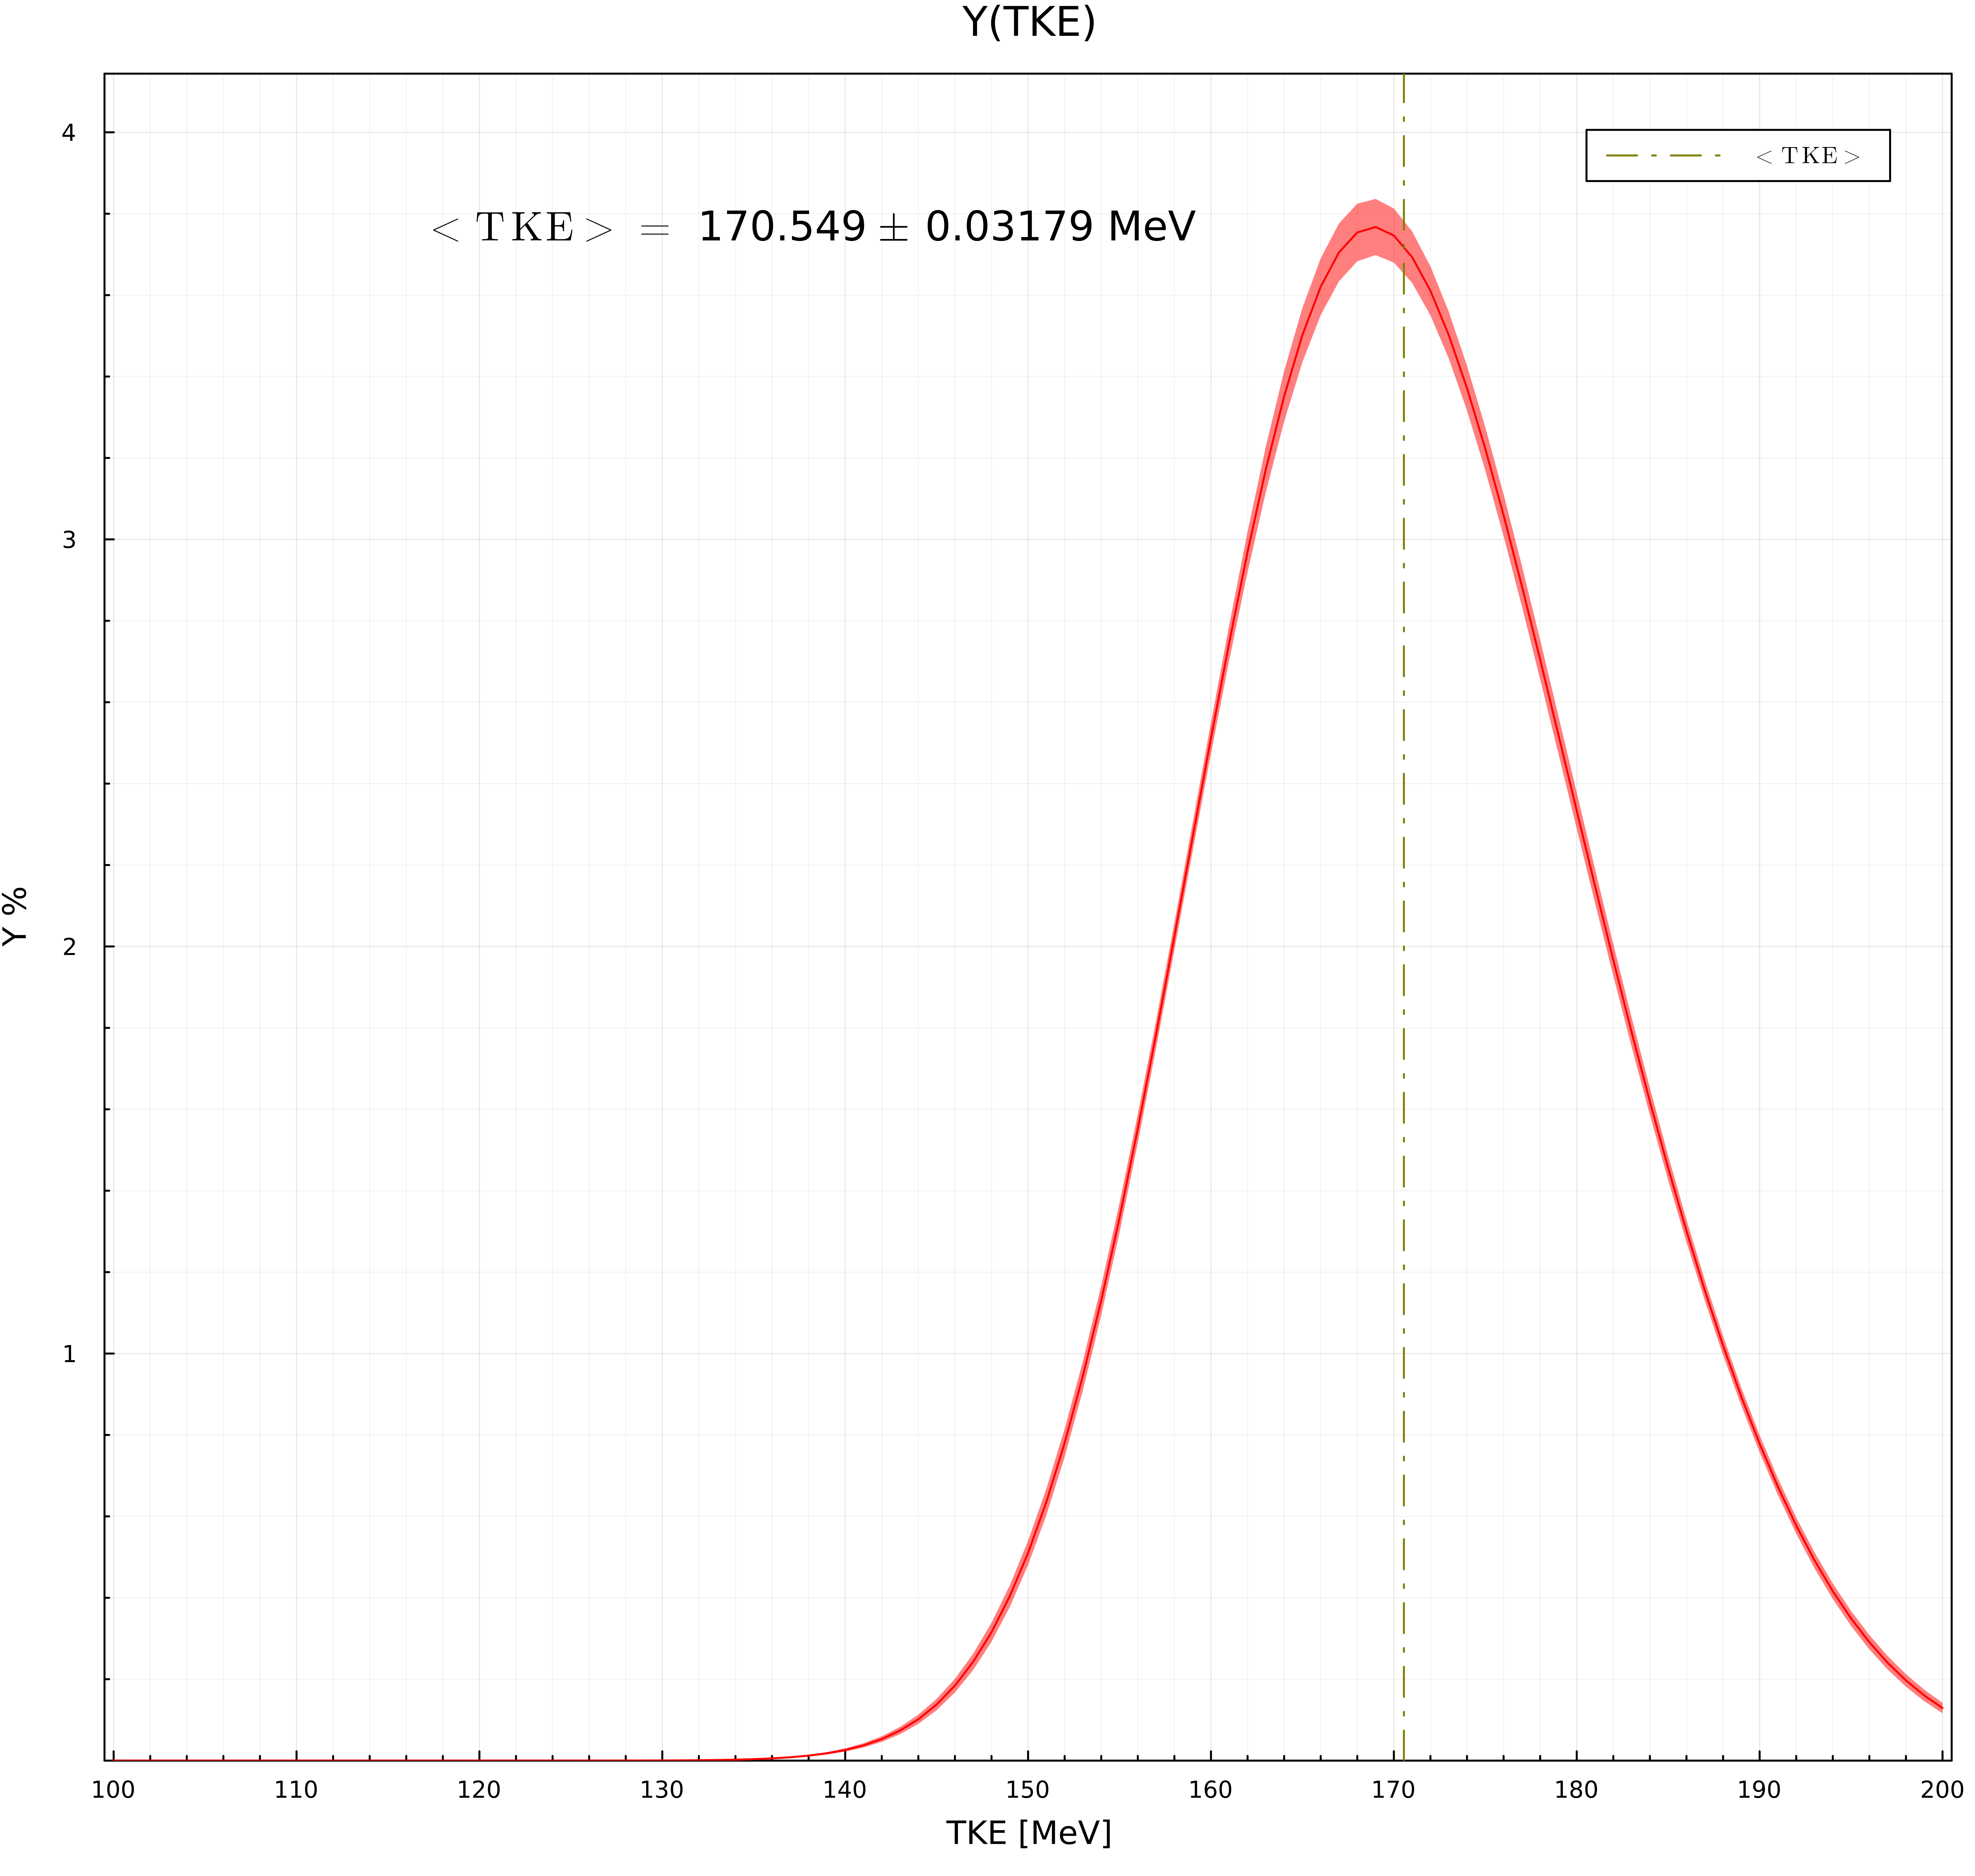 Y(TKE)
4
< TKE >
< TKE > = 170.549 ± 0.03179 MeV
3
Y %
2
1
100 110 120 130 140 150 160 170 180 190 200
TKE [MeV]